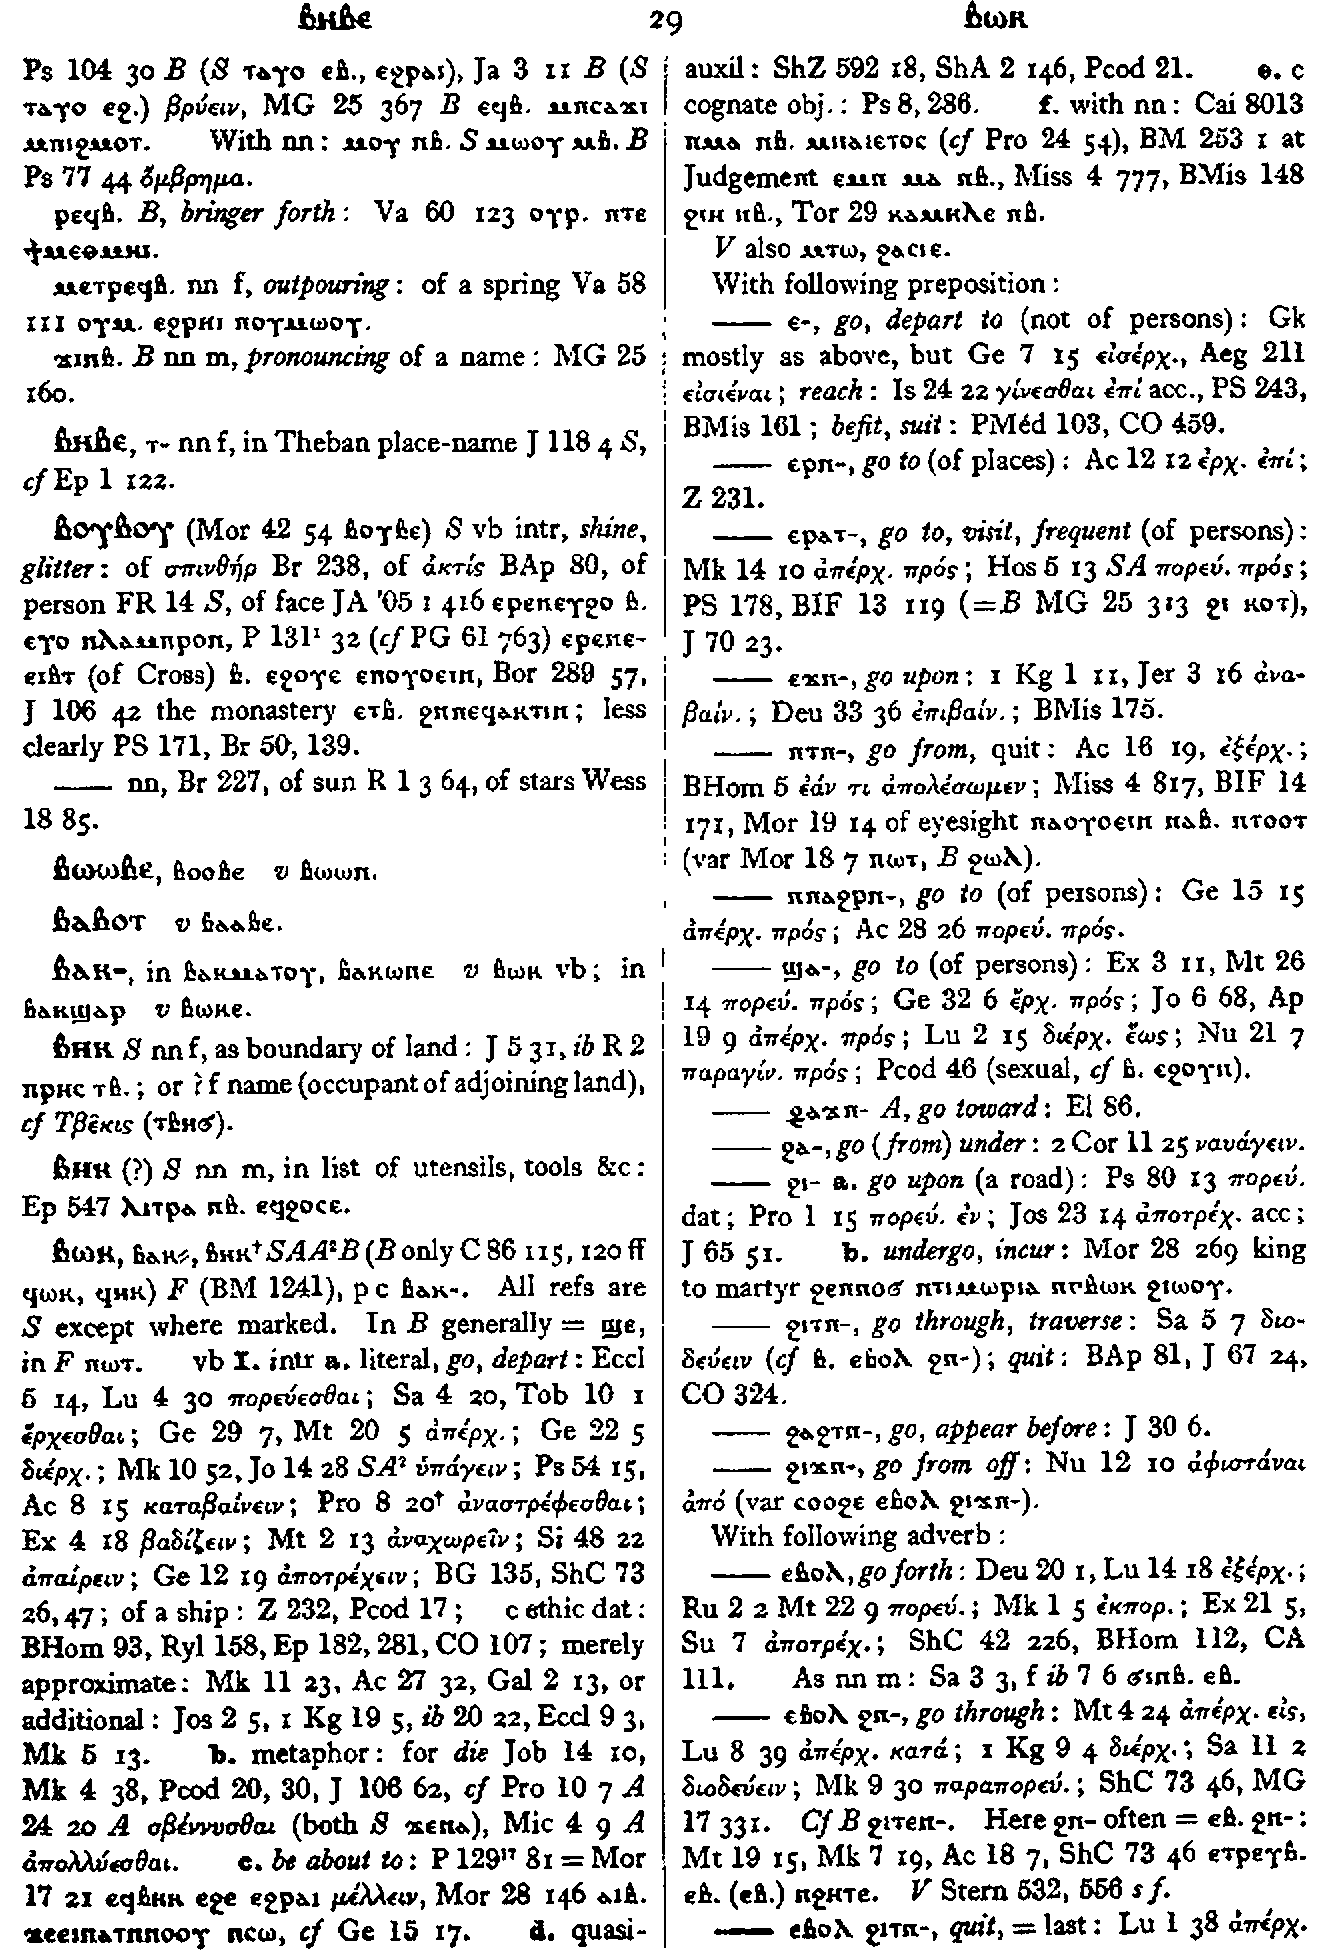 ⲃⲏⲃⲉ 29 ⲃⲱⲕ
Ps 104 30 B (S ⲧⲁⲩⲟ ⲉⲃ., ⲉϩⲣⲁⲓ), Ja 3 11 B (S
ⲧⲁⲩⲟ ⲉϩ.) βρύειν, MG 25 367 B ⲉϥⲃ. ⲙⲡⲥⲁϫⲓ
ⲙⲡⲓϩⲙⲟⲧ. With nn: ⲙⲟⲩ ⲛⲃ. S ⲙⲱⲟⲩ ⲙⲃ. B
Ps 77 44 ὄμβρημα.
ⲣⲉϥⲃ. B, bringer forth: Va 60 123 ⲟⲩⲣ. ⲛⲧⲉ
ϯⲙⲉⲑⲙⲏⲓ.
ⲙⲉⲧⲣⲉϥⲃ. nn f, outpouring: of a spring Va 58
111 ⲟⲩⲙ. ⲉϩⲣⲏⲓ ⲛⲟⲩⲙⲱⲟⲩ.
ϫⲓⲛⲃ. B nn m, pronouncing of a name: MG 25
160.
ⲃⲏⲃⲉ, ⲧ- nn f, in Theban place-name J 118 4 S,
cf Ep 1 122.
ⲃⲟⲩⲃⲟⲩ (Mor 42 54 ⲃⲟⲩⲃⲉ) S vb intr, shine,
glitter: of σπινθήρ Br 238, of ἀκτίς BAp 80, of
person FR 14 S, of face JA '05 1 416 ⲉⲣⲉⲡⲉⲩϩⲟ ⲃ.
ⲉⲩⲟ ⲛⲗⲁⲙⲡⲣⲟⲛ, P 131¹ 32 (cf PG 61 763) ⲉⲣⲉⲡⲉ-
ⲉⲓⲃⲧ (of Cross) ⲃ. ⲉϩⲟⲩⲉ ⲉⲡⲟⲩⲟⲉⲓⲛ, Bor 289 57,
J 106 42 the monastery ⲉⲧⲃ. ϩⲛⲛⲉϥⲁⲕⲧⲓⲛ; less
clearly PS 171, Br 50, 139.
—— nn, Br 227, of sun R 1 3 64, of stars Wess
18 85.
ⲃⲱⲱⲃⲉ, ⲃⲟⲟⲃⲉ v ⲃⲱⲱⲛ.
ⲃⲁⲃⲟⲧ v ⲃⲁⲁⲃⲉ.
ⲃⲁⲕ-, in ⲃⲁⲕⲙⲁⲧⲟⲩ, ⲃⲁⲕⲱⲛⲉ v ⲃⲱⲕ vb; in
ⲃⲁⲕϣⲁⲣ v ⲃⲱⲕⲉ.
ⲃⲏⲕ S nn f, as boundary of land: J 5 31, ib R 2
ⲡⲣⲏⲥ ⲧⲃ.; or ? f name (occupant of adjoining land),
cf Τβῆκις (ⲧⲃⲏϭ).
ⲃⲏⲕ (?) S nn m, in list of utensils, tools &c:
Ep 547 ⲗⲓⲧⲣⲁ ⲛⲃ. ⲉϥϩⲟⲥⲉ.
ⲃⲱⲕ, ⲃⲁⲕ⸗, ⲃⲏⲕ† SAA²B (B only C 86 115, 120 ff
ϥⲱⲕ, ϥⲏⲕ) F (BM 1241), p c ⲃⲁⲕ-. All refs are
S except where marked. In B generally = ϣⲉ,
in F ⲡⲱⲧ. vb I. intr a. literal, go, depart: Eccl
5 14, Lu 4 30 πορεύεσθαι; Sa 4 20, Tob 10 1
ἔρχεσθαι; Ge 29 7, Mt 20 5 ἀπέρχ.; Ge 22 5
διέρχ.; Mk 10 52, Jo 14 28 SA² ὑπάγειν; Ps 54 15,
Ac 8 15 καταβαίνειν; Pro 8 20† ἀναστρέφεσθαι;
Ex 4 18 βαδίζειν; Mt 2 13 ἀναχωρεῖν; Si 48 22
ἀπαίρειν; Ge 12 19 ἀποτρέχειν; BG 135, ShC 73
26, 47; of a ship: Z 232, Pcod 17; c ethic dat:
BHom 93, Ryl 158, Ep 182, 281, CO 107; merely
approximate: Mk 11 23, Ac 27 32, Gal 2 13, or
additional: Jos 2 5, 1 Kg 19 5, ib 20 22, Eccl 9 3,
Mk 5 13. b. metaphor: for die Job 14 10,
Mk 4 38, Pcod 20, 30, J 106 62, cf Pro 10 7 A
24 20 A σβέννυσθαι (both S ϫⲉⲛⲁ), Mic 4 9 A
ἀπολλύεσθαι. c. be about to: P 129¹⁷ 81 = Mor
17 21 ⲉϥⲃⲏⲕ ⲉϩⲉ ⲉϩⲣⲁⲓ μέλλειν, Mor 28 146 ⲁⲓⲃ.
ϫⲉⲉⲓⲛⲁⲧⲛⲛⲟⲟⲩ ⲛⲥⲱ, cf Ge 15 17. d. quasi-
auxil: ShZ 592 18, ShA 2 146, Pcod 21. e. c
cognate obj.: Ps 8, 286. f. with nn: Cai 8013
ⲡⲙⲁ ⲛⲃ. ⲙⲡⲁⲓⲉⲧⲟⲥ (cf Pro 24 54), BM 253 1 at
Judgement ⲉⲙⲛ ⲙⲁ ⲛⲃ., Miss 4 777, BMis 148
ϩⲓⲏ ⲛⲃ., Tor 29 ⲕⲁⲙⲏⲗⲉ ⲛⲃ.
V also ⲙⲧⲱ, ϩⲁⲥⲓⲉ.
With following preposition:
—— ⲉ-, go, depart to (not of persons): Gk
mostly as above, but Ge 7 15 εἰσέρχ., Aeg 211
εἰσιέναι; reach: Is 24 22 γίνεσθαι ἐπί acc., PS 243,
BMis 161; befit, suit: PMéd 103, CO 459.
—— ⲉⲣⲛ-, go to (of places): Ac 12 12 ἐρχ. ἐπί;
Z 231.
—— ⲉⲣⲁⲧ-, go to, visit, frequent (of persons):
Mk 14 10 ἀπέρχ. πρός; Hos 5 13 SA πορεύ. πρός;
PS 178, BIF 13 119 (=B MG 25 313 ϩⲓ ⲕⲟⲧ),
J 70 23.
—— ⲉϫⲛ-, go upon: 1 Kg 1 11, Jer 3 16 ἀνα-
βαίν.; Deu 33 36 ἐπιβαίν.; BMis 175.
—— ⲛⲧⲛ-, go from, quit: Ac 16 19, ἐξέρχ.;
BHom 5 ἐάν τι ἀπολέσωμεν; Miss 4 817, BIF 14
171, Mor 19 14 of eyesight ⲡⲁⲟⲩⲟⲉⲓⲛ ⲛⲁⲃ. ⲛⲧⲟⲟⲧ
(var Mor 18 7 ⲡⲱⲧ, B ϩⲱⲗ).
—— ⲛⲛⲁϩⲣⲛ-, go to (of persons): Ge 15 15
ἀπέρχ. πρός; Ac 28 26 πορεύ. πρός.
—— ϣⲁ-, go to (of persons): Ex 3 11, Mt 26
14 πορεύ. πρός; Ge 32 6 ἔρχ. πρός; Jo 6 68, Ap
19 9 ἀπέρχ. πρός; Lu 2 15 διέρχ. ἕως; Nu 21 7
παραγίν. πρός; Pcod 46 (sexual, cf ⲃ. ⲉϩⲟⲩⲛ).
—— ϩⲁϫⲛ- A, go toward: El 86.
—— ϩⲁ-, go (from) under: 2 Cor 11 25 ναυάγειν.
—— ϩⲓ- a. go upon (a road): Ps 80 13 πορεύ.
dat; Pro 1 15 πορεύ. ἐν; Jos 23 14 ἀποτρέχ. acc;
J 65 51. b. undergo, incur: Mor 28 269 king
to martyr ϩⲉⲛⲛⲟϭ ⲛⲧⲓⲙⲱⲣⲓⲁ ⲛⲅⲃⲱⲕ ϩⲓⲱⲟⲩ.
—— ϩⲓⲧⲛ-, go through, traverse: Sa 5 7 διο-
δεύειν (cf ⲃ. ⲉⲃⲟⲗ ϩⲛ-); quit: BAp 81, J 67 24,
CO 324.
—— ϩⲁϩⲧⲛ-, go, appear before: J 30 6.
—— ϩⲓϫⲛ-, go from off: Nu 12 10 ἀφιστάναι
ἀπό (var ⲥⲟⲟϩⲉ ⲉⲃⲟⲗ ϩⲓϫⲛ-).
With following adverb:
—— ⲉⲃⲟⲗ, go forth: Deu 20 1, Lu 14 18 ἐξέρχ.;
Ru 2 2 Mt 22 9 πορεύ.; Mk 1 5 ἐκπορ.; Ex 21 5,
Su 7 ἀποτρέχ.; ShC 42 226, BHom 112, CA
111. As nn m: Sa 3 3, f ib 7 6 ϭⲓⲛⲃ. ⲉⲃ.
—— ⲉⲃⲟⲗ ϩⲛ-, go through: Mt 4 24 ἀπέρχ. εἰς,
Lu 8 39 ἀπέρχ. κατά; 1 Kg 9 4 διέρχ.; Sa 11 2
διοδεύειν; Mk 9 30 παραπορεύ.; ShC 73 46, MG
17 331. Cf B ϩⲓⲧⲉⲛ-. Here ϩⲛ- often = ⲉⲃ. ϩⲛ-:
Mt 19 15, Mk 7 19, Ac 18 7, ShC 73 46 ⲉⲧⲣⲉⲩⲃ.
ⲉⲃ. (ⲉⲃ.) ⲛϩⲏⲧⲉ. V Stern 532, 556 s f.
—— ⲉⲃⲟⲗ ϩⲓⲧⲛ-, quit, = last: Lu 1 38 ἀπέρχ.